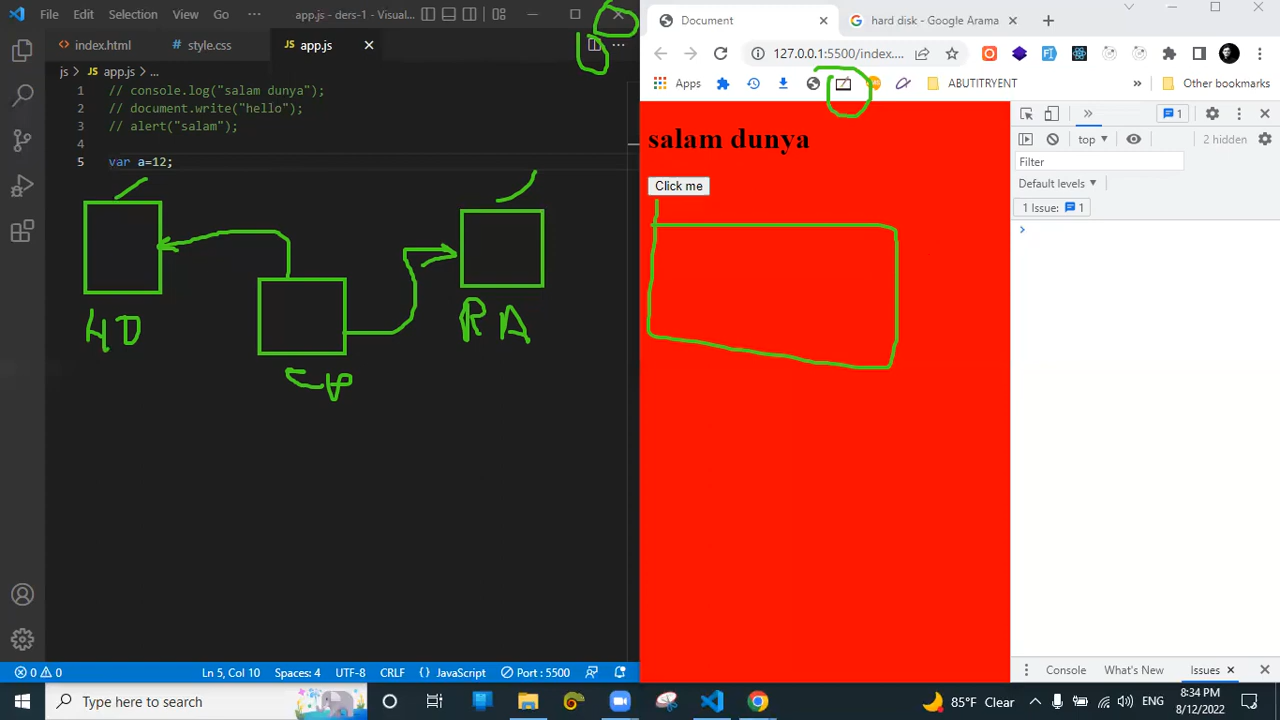 File Edit Selection View Go ··· app.js - ders-1 - Visual...
index.html style.css app.js
js > app.js > ...
1 // console.log("salam dunya");
2 // document.write("hello");
3 // alert("salam");
4
5 var a=12;
HD
RA
0 0 Ln 5, Col 10 Spaces: 4 UTF-8 CRLF {} JavaScript Port : 5500
Document hard disk - Google Arama
127.0.0.1:5500/index....
Apps ABUTITRYENT » Other bookmarks
salam dunya
Click me
» 1
top 2 hidden
Filter
Default levels
1 Issue: 1
Console What's New Issues
Type here to search 85°F Clear ENG 8:34 PM
8/12/2022